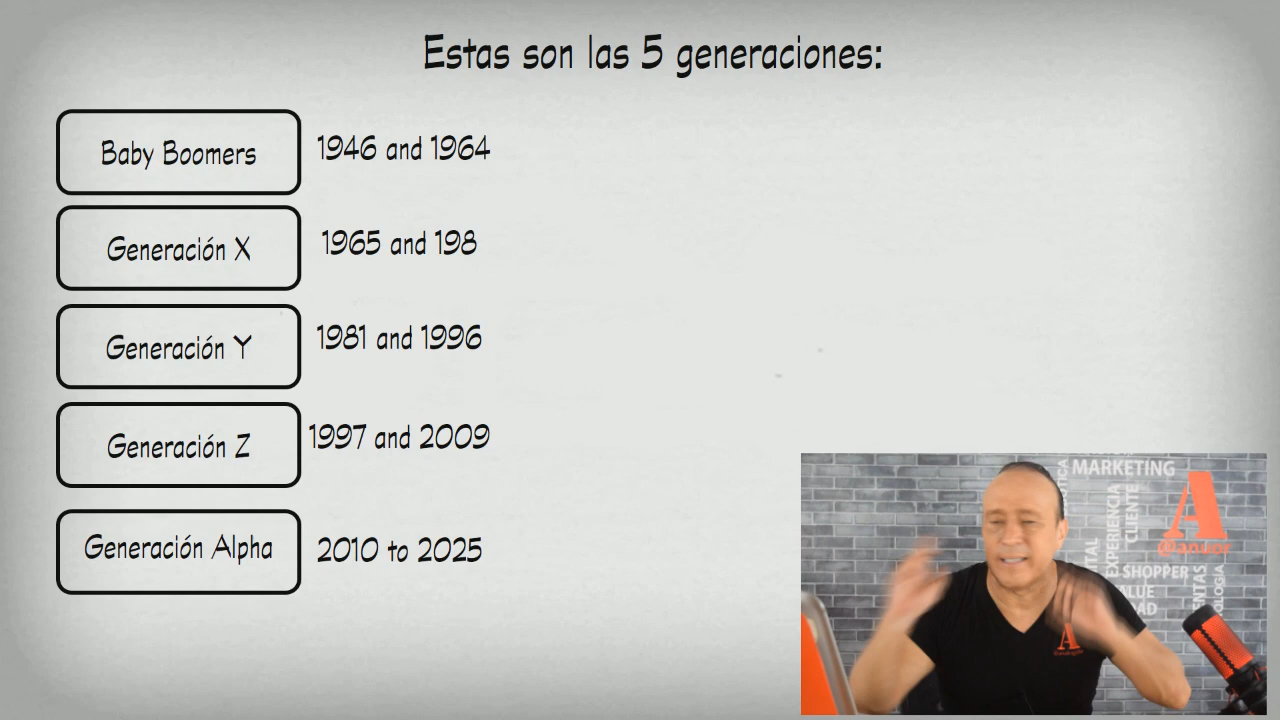 Estas son las 5 generaciones:
Baby Boomers
1946 and 1964
Generación X
1965 and 198
Generación Y
1981 and 1996
Generación Z
1997 and 2009
Generación Alpha
2010 to 2025
MARKETING
EXPERIENCIA
CLIENTE
A
SHOPPER
A